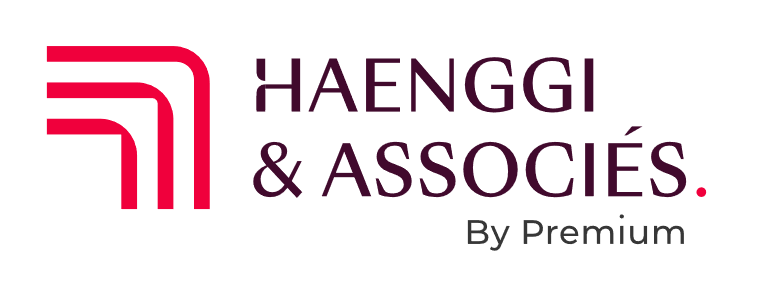 HAENGGI
& ASSOCIÉS.
By Premium